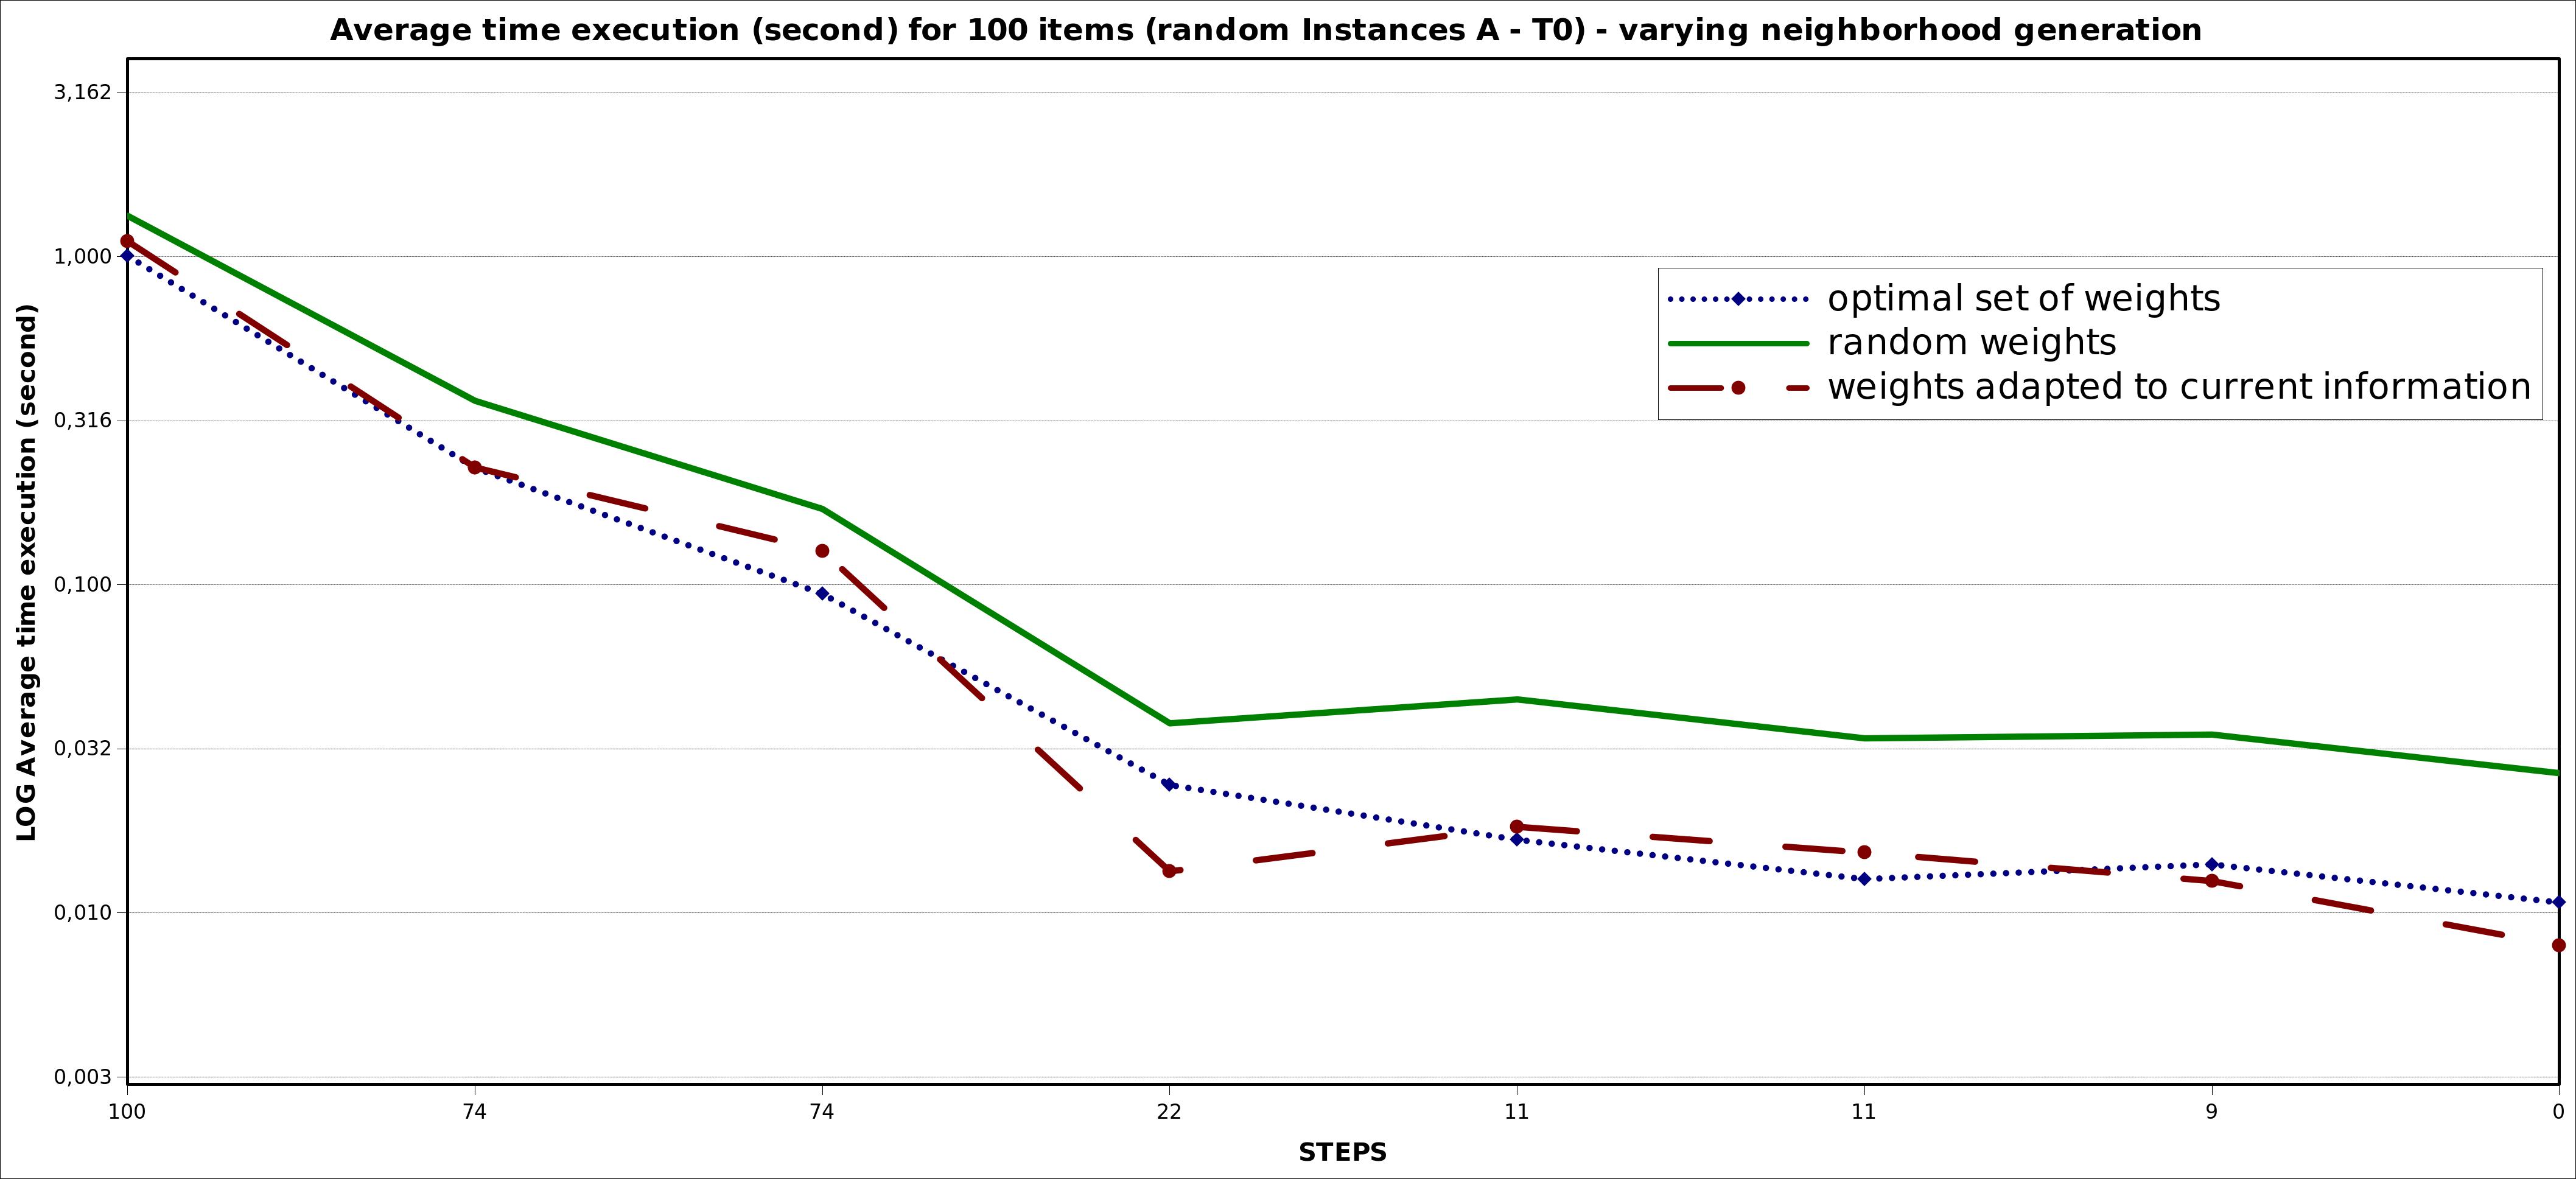 Average time execution (second) for 100 items (random Instances A - T0) - varying neighborhood generation
LOG Average time execution (second)
3,162
1,000
0,316
0,100
0,032
0,010
0,003
optimal set of weights
random weights
weights adapted to current information
100 74 74 22 11 11 9 0
STEPS